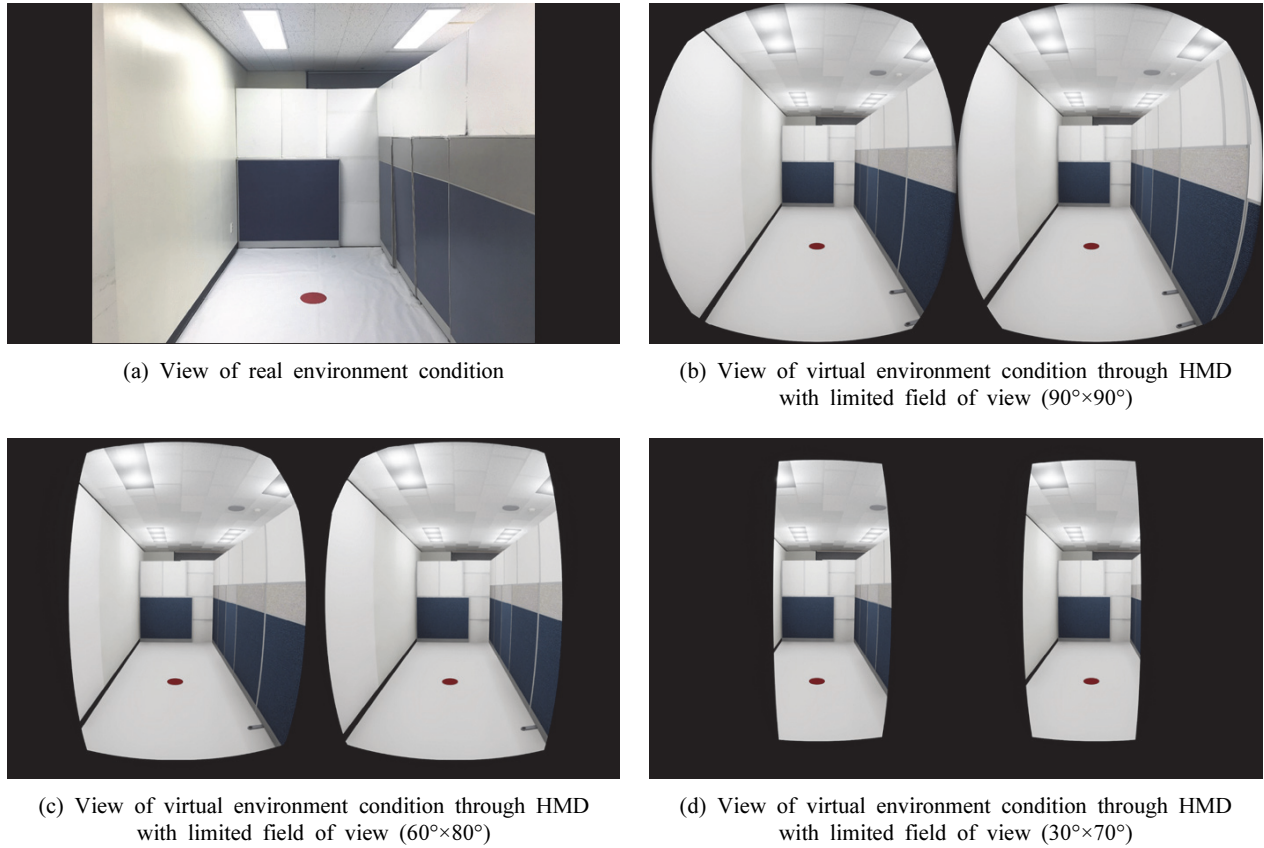 (a) View of real environment condition
(b) View of virtual environment condition through HMD
with limited field of view (90°×90°)
(c) View of virtual environment condition through HMD
with limited field of view (60°×80°)
(d) View of virtual environment condition through HMD
with limited field of view (30°×70°)